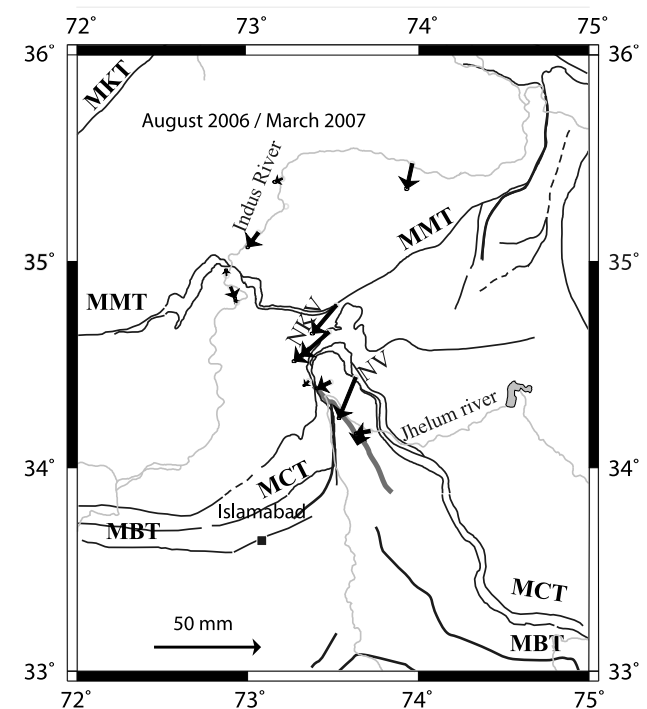 72˚ 73˚ 74˚ 75˚
36˚ 36˚
MKT
August 2006 / March 2007
Indus River
MMT
35˚ 35˚
MMT
NKV
NV
Jhelum river
34˚ 34˚
MCT
Islamabad
MBT
MCT
50 mm
MBT
33˚ 33˚
72˚ 73˚ 74˚ 75˚